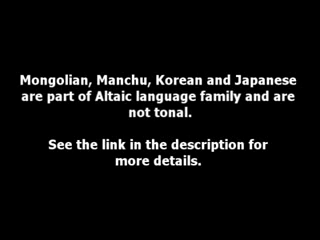 Mongolian, Manchu, Korean and Japanese
are part of Altaic language family and are
not tonal.
See the link in the description for
more details.